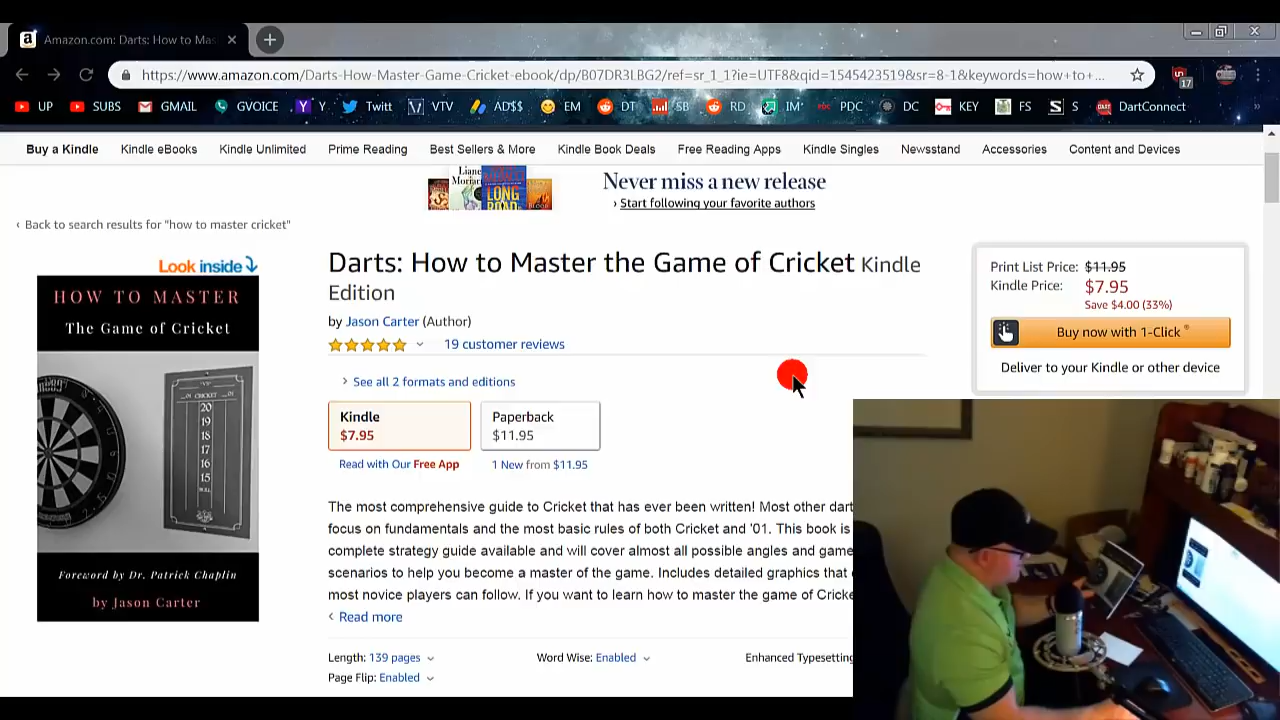 Amazon.com: Darts: How to Mas
https://www.amazon.com/Darts-How-Master-Game-Cricket-ebook/dp/B07DR3LBG2/ref=sr_1_1?ie=UTF8&qid=1545423519&sr=8-1&keywords=how+to+...
17
UP SUBS GMAIL GVOICE Y Twitt VTV AD$$ EM DT SB RD IM PDC DC KEY FS S DartConnect
Buy a Kindle Kindle eBooks Kindle Unlimited Prime Reading Best Sellers & More Kindle Book Deals Free Reading Apps Kindle Singles Newsstand Accessories Content and Devices
Liane
LONG
Never miss a new release
› Start following your favorite authors
‹ Back to search results for "how to master cricket"
Look inside
HOW TO MASTER
The Game of Cricket
CRICKET
20
19
18
17
16
15
Foreword by Dr. Patrick Chaplin
by Jason Carter
Darts: How to Master the Game of Cricket Kindle
Edition
by Jason Carter (Author)
19 customer reviews
See all 2 formats and editions
Kindle
$7.95
Paperback
$11.95
Read with Our Free App
1 New from $11.95
The most comprehensive guide to Cricket that has ever been written! Most other dart
focus on fundamentals and the most basic rules of both Cricket and '01. This book is
complete strategy guide available and will cover almost all possible angles and game
scenarios to help you become a master of the game. Includes detailed graphics that
most novice players can follow. If you want to learn how to master the game of Cricke
‹ Read more
Length: 139 pages Word Wise: Enabled Enhanced Typesetting
Page Flip: Enabled
Print List Price: $11.95
Kindle Price: $7.95
Save $4.00 (33%)
Buy now with 1-Click ®
Deliver to your Kindle or other device